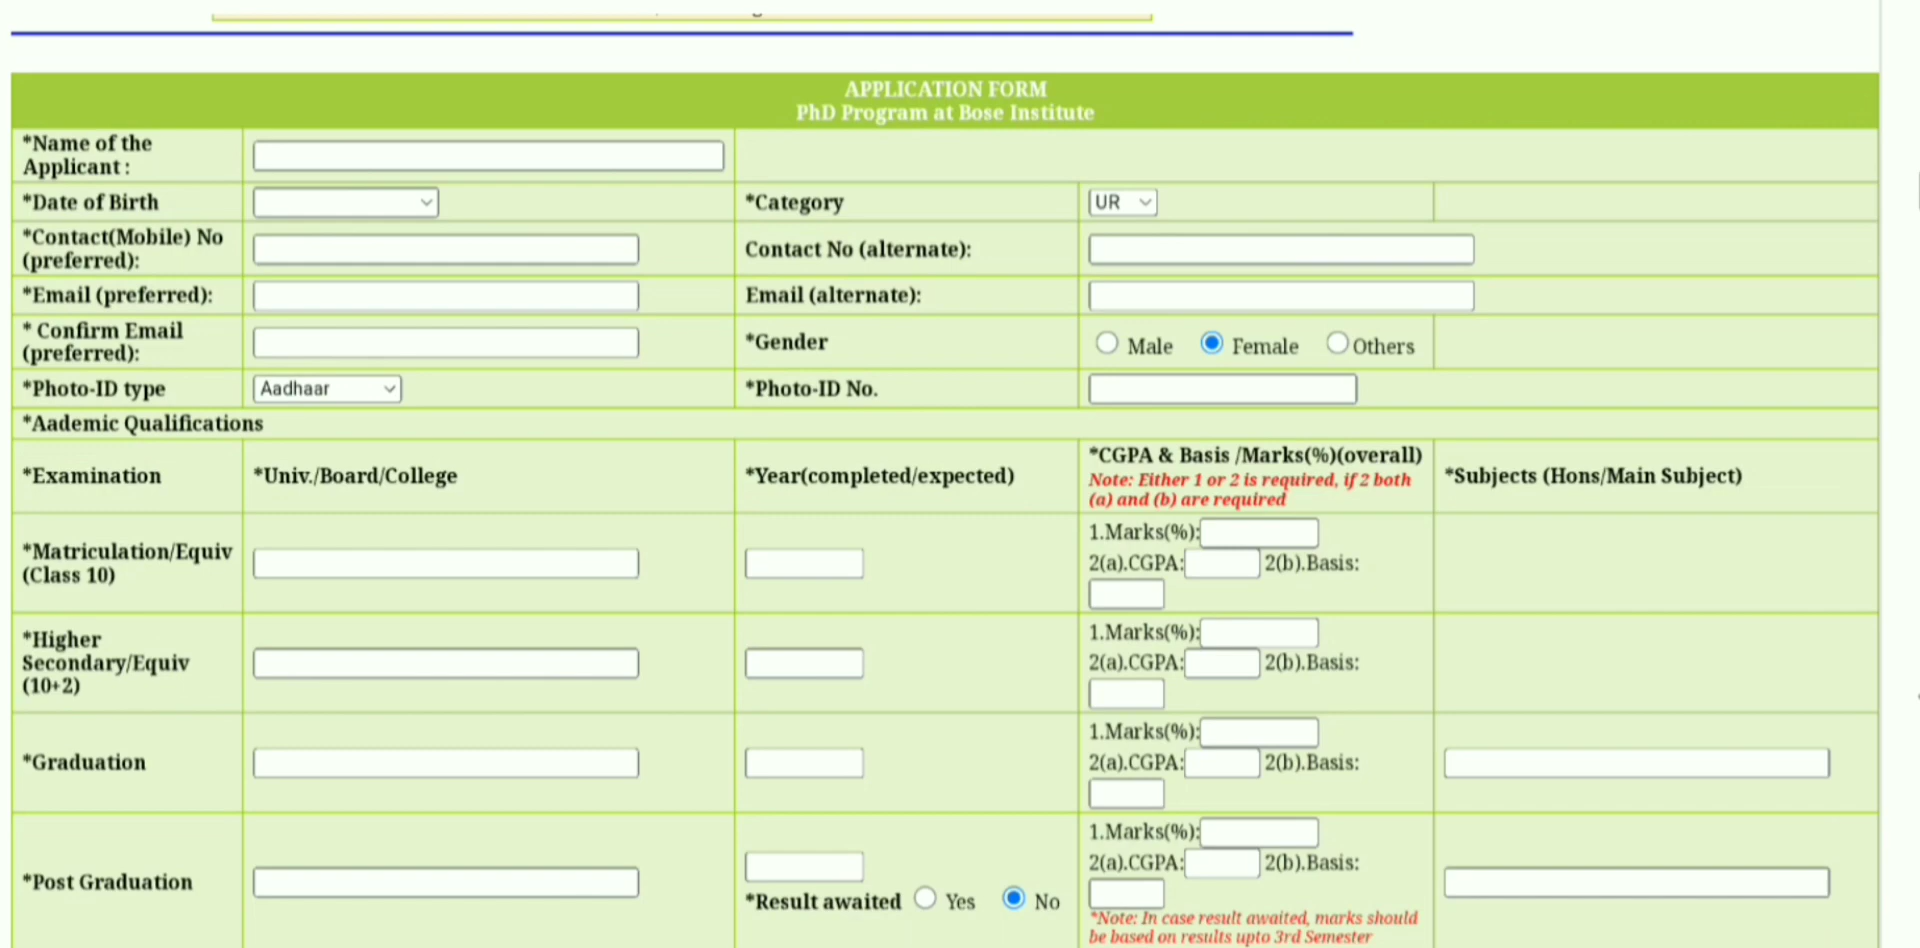 APPLICATION FORM
PhD Program at Bose Institute
*Name of the
Applicant :
*Date of Birth
*Category
UR
*Contact(Mobile) No
(preferred):
Contact No (alternate):
*Email (preferred):
Email (alternate):
* Confirm Email
(preferred):
*Gender
Male
Female
Others
*Photo-ID type
Aadhaar
*Photo-ID No.
*Aademic Qualifications
*Examination
*Univ./Board/College
*Year(completed/expected)
*CGPA & Basis /Marks(%)(overall)
Note: Either 1 or 2 is required, if 2 both
(a) and (b) are required
*Subjects (Hons/Main Subject)
*Matriculation/Equiv
(Class 10)
1.Marks(%):
2(a).CGPA: 2(b).Basis:
*Higher
Secondary/Equiv
(10+2)
1.Marks(%):
2(a).CGPA: 2(b).Basis:
*Graduation
1.Marks(%):
2(a).CGPA: 2(b).Basis:
*Post Graduation
*Result awaited Yes No
1.Marks(%):
2(a).CGPA: 2(b).Basis:
*Note: In case result awaited, marks should
be based on results upto 3rd Semester